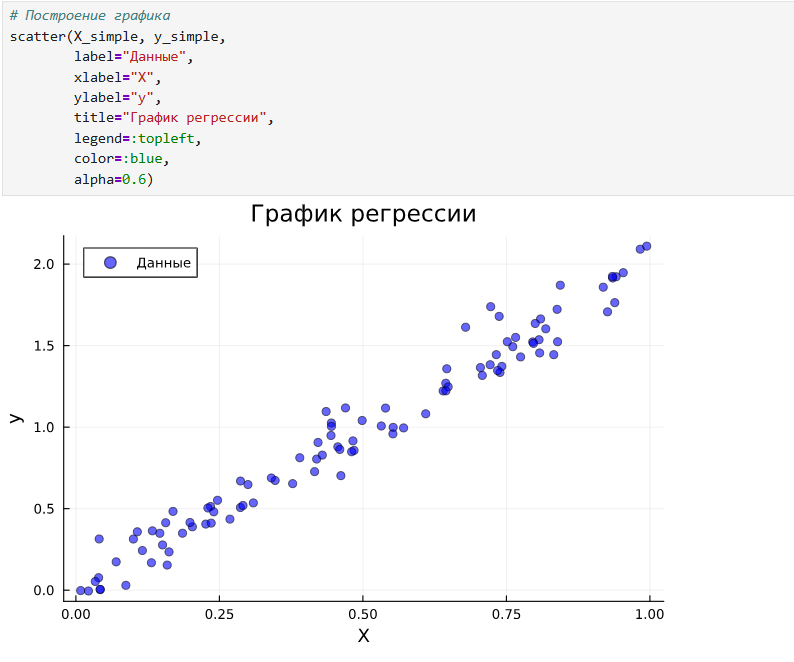 # Построение графика
scatter(X_simple, y_simple,
label="Данные",
xlabel="X",
ylabel="y",
title="График регрессии",
legend=:topleft,
color=:blue,
alpha=0.6)
График регрессии
Данные
2.0
1.5
1.0
0.5
0.0
y
0.00 0.25 0.50 0.75 1.00
X